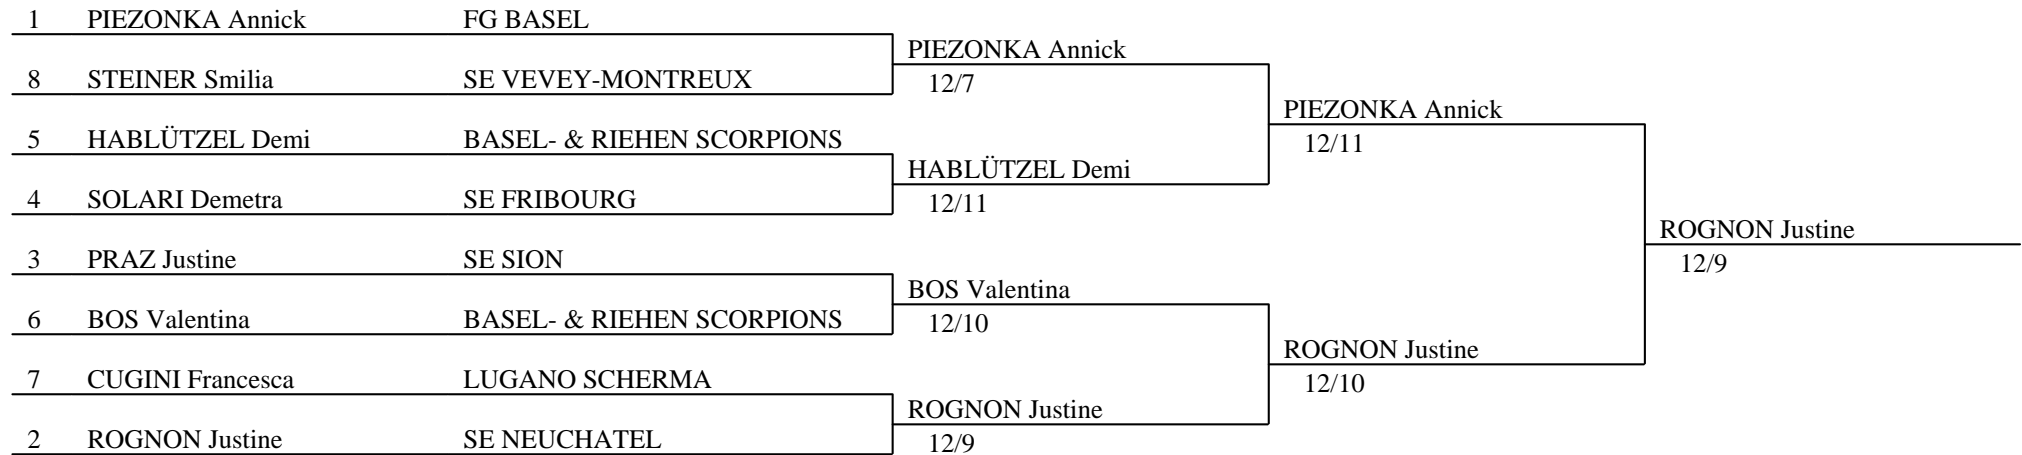 1 PIEZONKA Annick FG BASEL
PIEZONKA Annick
8 STEINER Smilia SE VEVEY-MONTREUX
12/7
PIEZONKA Annick
5 HABLÜTZEL Demi BASEL- & RIEHEN SCORPIONS
12/11
HABLÜTZEL Demi
4 SOLARI Demetra SE FRIBOURG
12/11
ROGNON Justine
3 PRAZ Justine SE SION
12/9
BOS Valentina
6 BOS Valentina BASEL- & RIEHEN SCORPIONS
12/10
ROGNON Justine
7 CUGINI Francesca LUGANO SCHERMA
12/10
ROGNON Justine
2 ROGNON Justine SE NEUCHATEL
12/9